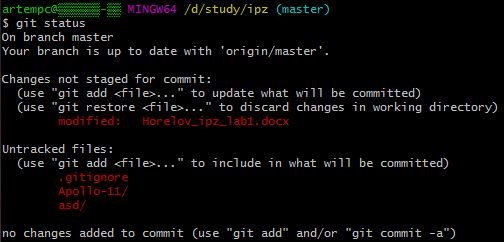 artempc@ MINGW64 /d/study/ipz (master)
$ git status
On branch master
Your branch is up to date with 'origin/master'.
Changes not staged for commit:
(use "git add <file>..." to update what will be committed)
(use "git restore <file>..." to discard changes in working directory)
modified: Horelov_ipz_lab1.docx
Untracked files:
(use "git add <file>..." to include in what will be committed)
.gitignore
Apollo-11/
asd/
no changes added to commit (use "git add" and/or "git commit -a")